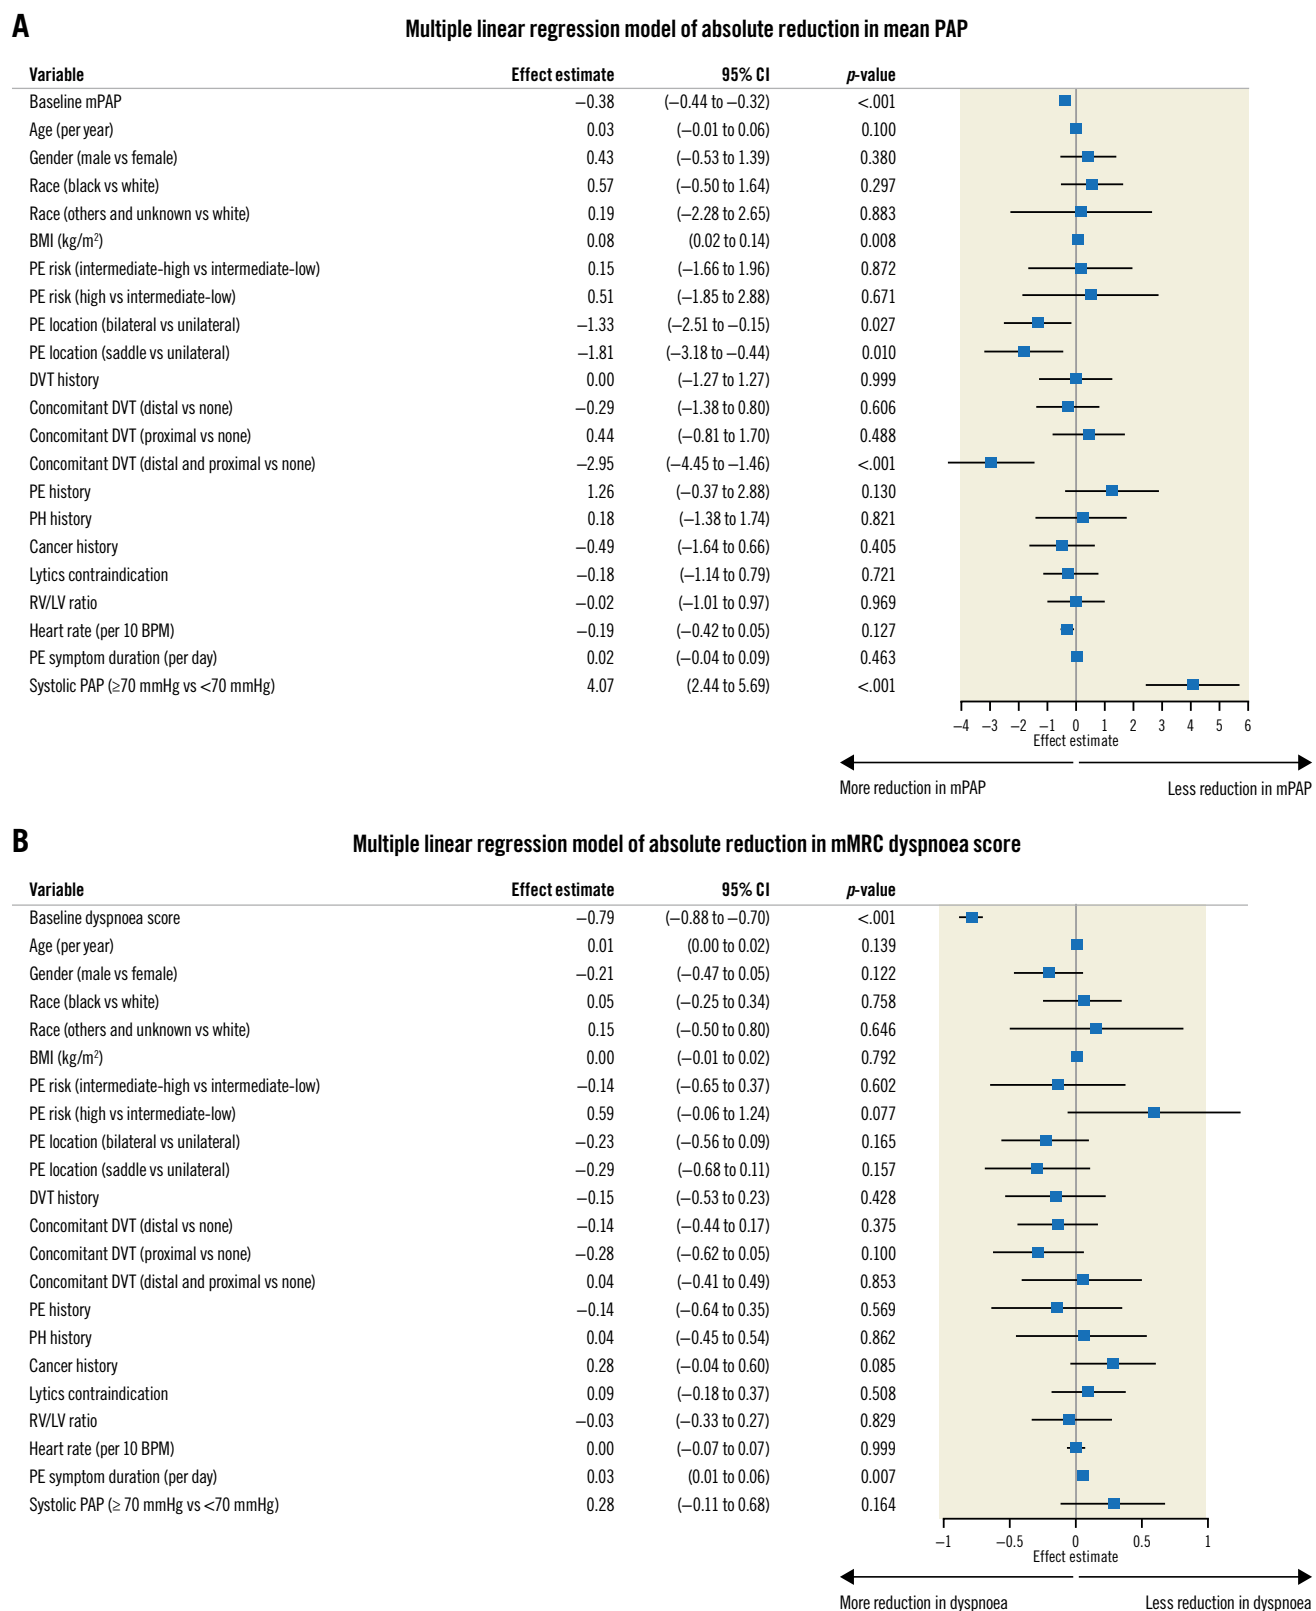 A
Multiple linear regression model of absolute reduction in mean PAP
Variable Effect estimate 95% CI p-value
Baseline mPAP −0.38 (−0.44 to −0.32) <.001
Age (per year) 0.03 (−0.01 to 0.06) 0.100
Gender (male vs female) 0.43 (−0.53 to 1.39) 0.380
Race (black vs white) 0.57 (−0.50 to 1.64) 0.297
Race (others and unknown vs white) 0.19 (−2.28 to 2.65) 0.883
BMI (kg/m²) 0.08 (0.02 to 0.14) 0.008
PE risk (intermediate-high vs intermediate-low) 0.15 (−1.66 to 1.96) 0.872
PE risk (high vs intermediate-low) 0.51 (−1.85 to 2.88) 0.671
PE location (bilateral vs unilateral) −1.33 (−2.51 to −0.15) 0.027
PE location (saddle vs unilateral) −1.81 (−3.18 to −0.44) 0.010
DVT history 0.00 (−1.27 to 1.27) 0.999
Concomitant DVT (distal vs none) −0.29 (−1.38 to 0.80) 0.606
Concomitant DVT (proximal vs none) 0.44 (−0.81 to 1.70) 0.488
Concomitant DVT (distal and proximal vs none) −2.95 (−4.45 to −1.46) <.001
PE history 1.26 (−0.37 to 2.88) 0.130
PH history 0.18 (−1.38 to 1.74) 0.821
Cancer history −0.49 (−1.64 to 0.66) 0.405
Lytics contraindication −0.18 (−1.14 to 0.79) 0.721
RV/LV ratio −0.02 (−1.01 to 0.97) 0.969
Heart rate (per 10 BPM) −0.19 (−0.42 to 0.05) 0.127
PE symptom duration (per day) 0.02 (−0.04 to 0.09) 0.463
Systolic PAP (≥70 mmHg vs <70 mmHg) 4.07 (2.44 to 5.69) <.001
−4 −3 −2 −1 0 1 2 3 4 5 6
Effect estimate
More reduction in mPAP Less reduction in mPAP
B
Multiple linear regression model of absolute reduction in mMRC dyspnoea score
Variable Effect estimate 95% CI p-value
Baseline dyspnoea score −0.79 (−0.88 to −0.70) <.001
Age (per year) 0.01 (0.00 to 0.02) 0.139
Gender (male vs female) −0.21 (−0.47 to 0.05) 0.122
Race (black vs white) 0.05 (−0.25 to 0.34) 0.758
Race (others and unknown vs white) 0.15 (−0.50 to 0.80) 0.646
BMI (kg/m²) 0.00 (−0.01 to 0.02) 0.792
PE risk (intermediate-high vs intermediate-low) −0.14 (−0.65 to 0.37) 0.602
PE risk (high vs intermediate-low) 0.59 (−0.06 to 1.24) 0.077
PE location (bilateral vs unilateral) −0.23 (−0.56 to 0.09) 0.165
PE location (saddle vs unilateral) −0.29 (−0.68 to 0.11) 0.157
DVT history −0.15 (−0.53 to 0.23) 0.428
Concomitant DVT (distal vs none) −0.14 (−0.44 to 0.17) 0.375
Concomitant DVT (proximal vs none) −0.28 (−0.62 to 0.05) 0.100
Concomitant DVT (distal and proximal vs none) 0.04 (−0.41 to 0.49) 0.853
PE history −0.14 (−0.64 to 0.35) 0.569
PH history 0.04 (−0.45 to 0.54) 0.862
Cancer history 0.28 (−0.04 to 0.60) 0.085
Lytics contraindication 0.09 (−0.18 to 0.37) 0.508
RV/LV ratio −0.03 (−0.33 to 0.27) 0.829
Heart rate (per 10 BPM) 0.00 (−0.07 to 0.07) 0.999
PE symptom duration (per day) 0.03 (0.01 to 0.06) 0.007
Systolic PAP (≥ 70 mmHg vs <70 mmHg) 0.28 (−0.11 to 0.68) 0.164
−1 −0.5 0 0.5 1
Effect estimate
More reduction in dyspnoea Less reduction in dyspnoea